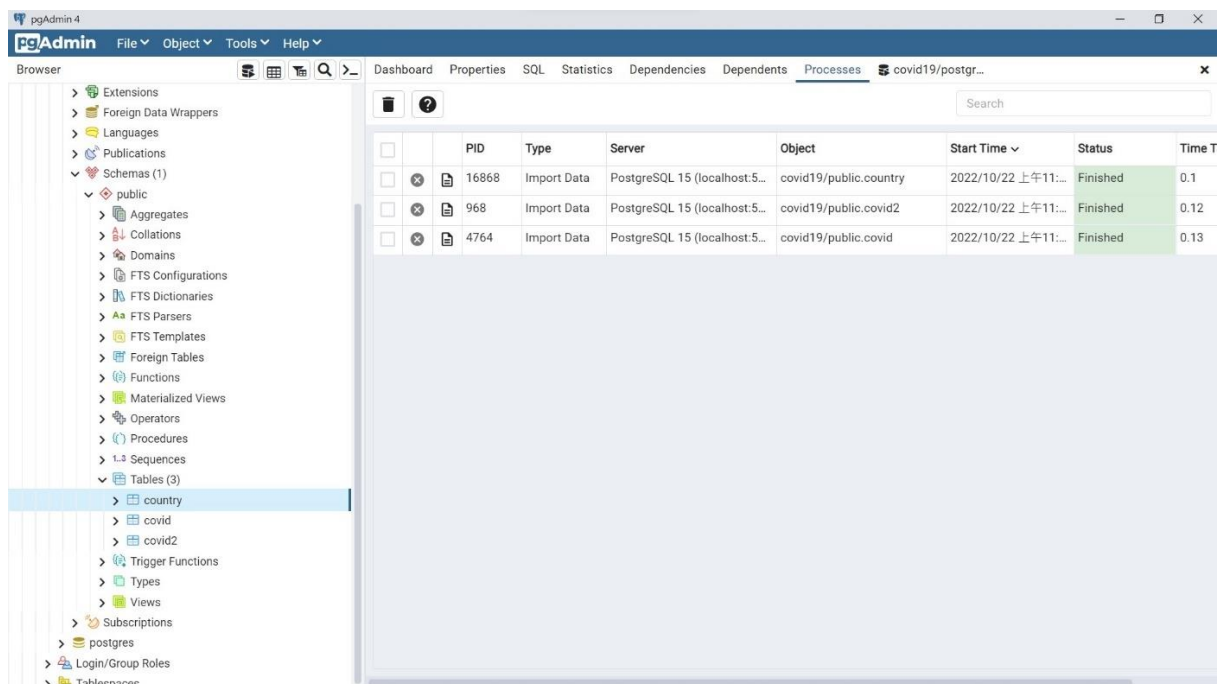 pgAdmin 4
pgAdmin File Object Tools Help
Browser
Dashboard Properties SQL Statistics Dependencies Dependents Processes covid19/postgr...
Extensions
Foreign Data Wrappers
Languages
Publications
Schemas (1)
public
Aggregates
Collations
Domains
FTS Configurations
FTS Dictionaries
Aa FTS Parsers
FTS Templates
Foreign Tables
Functions
Materialized Views
Operators
Procedures
1..3 Sequences
Tables (3)
country
covid
covid2
Trigger Functions
Types
Views
Subscriptions
postgres
Login/Group Roles
Tablespaces
Search
PID Type Server Object Start Time Status Time T
16868 Import Data PostgreSQL 15 (localhost:5... covid19/public.country 2022/10/22 上午11:... Finished 0.1
968 Import Data PostgreSQL 15 (localhost:5... covid19/public.covid2 2022/10/22 上午11:... Finished 0.12
4764 Import Data PostgreSQL 15 (localhost:5... covid19/public.covid 2022/10/22 上午11:... Finished 0.13